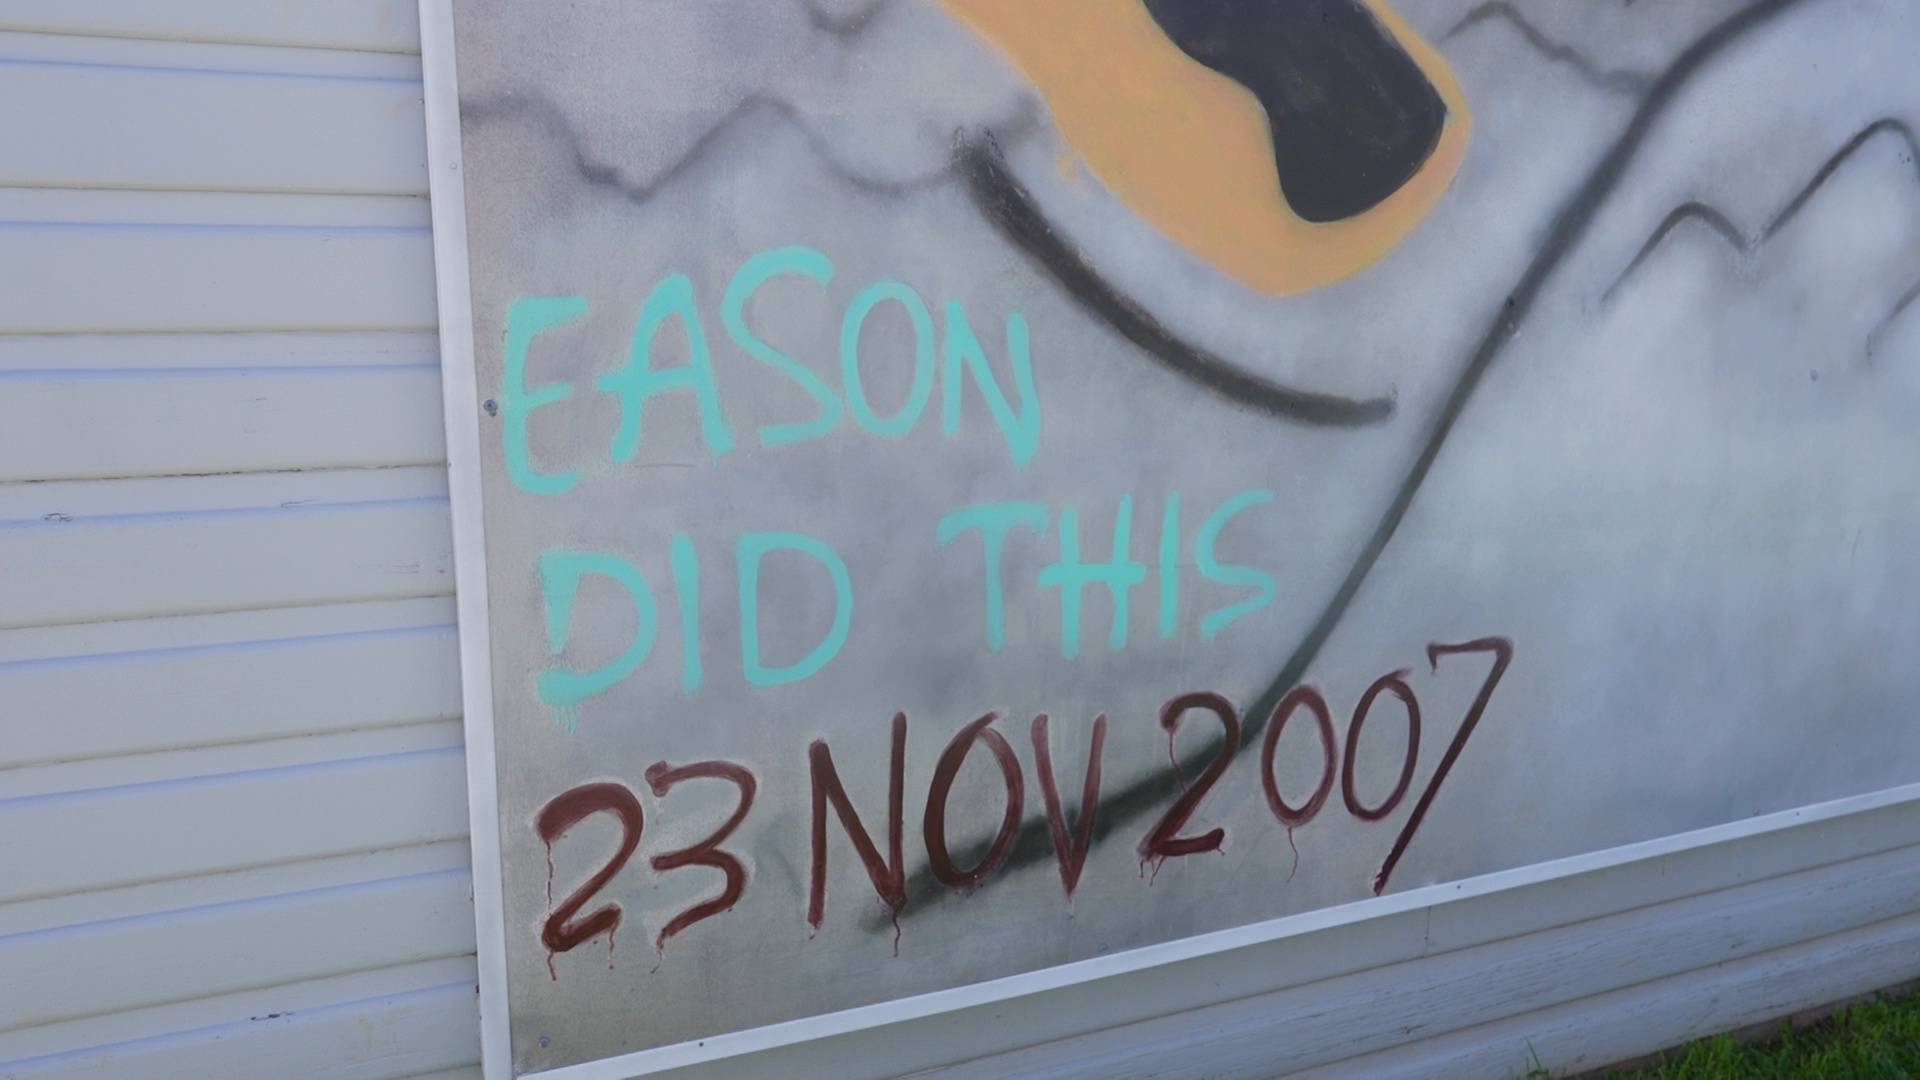 EASON
DID THIS
23 NOV 2007